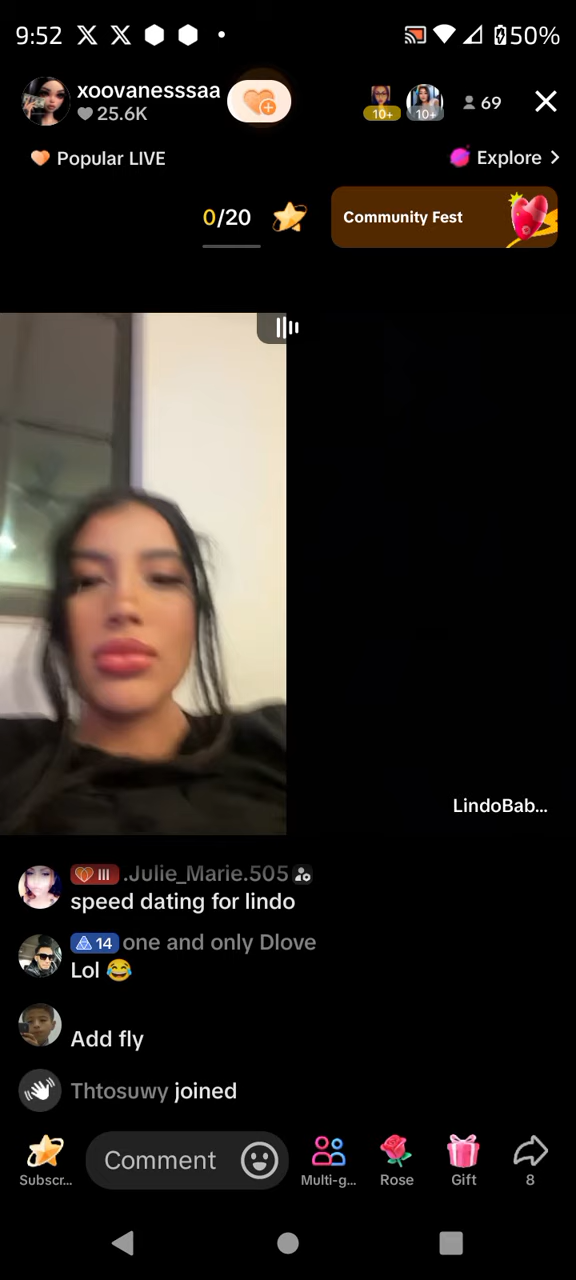 9:52
50%
xoovanesssaa
25.6K
10+
10+
69
Popular LIVE
Explore
0/20
Community Fest
LindoBab...
III .Julie_Marie.505
speed dating for lindo
14 one and only Dlove
Lol 😂
Add fly
Thtosuwy joined
Comment
Subscr...
Multi-g...
Rose
Gift
8